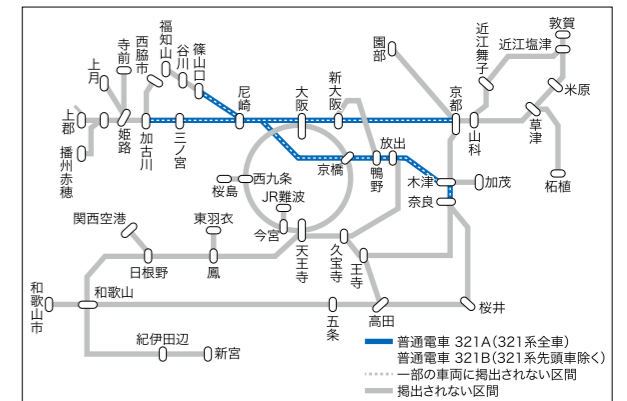 敦賀
近江塩津
近江舞子
米原
草津
柘植
園部
京都
山科
新大阪
大阪
尼崎
篠山口
谷川
福知山
西脇市
寺前
上月
上郡
播州赤穂
姫路
加古川
三ノ宮
放出
鴨野
京橋
木津
加茂
奈良
西九条
桜島
JR難波
今宮
天王寺
久宝寺
王寺
東羽衣
鳳
関西空港
日根野
和歌山市
和歌山
五条
高田
桜井
紀伊田辺
新宮
普通電車 321A(321系全車)
普通電車 321B(321系先頭車除く)
一部の車両に掲出されない区間
掲出されない区間